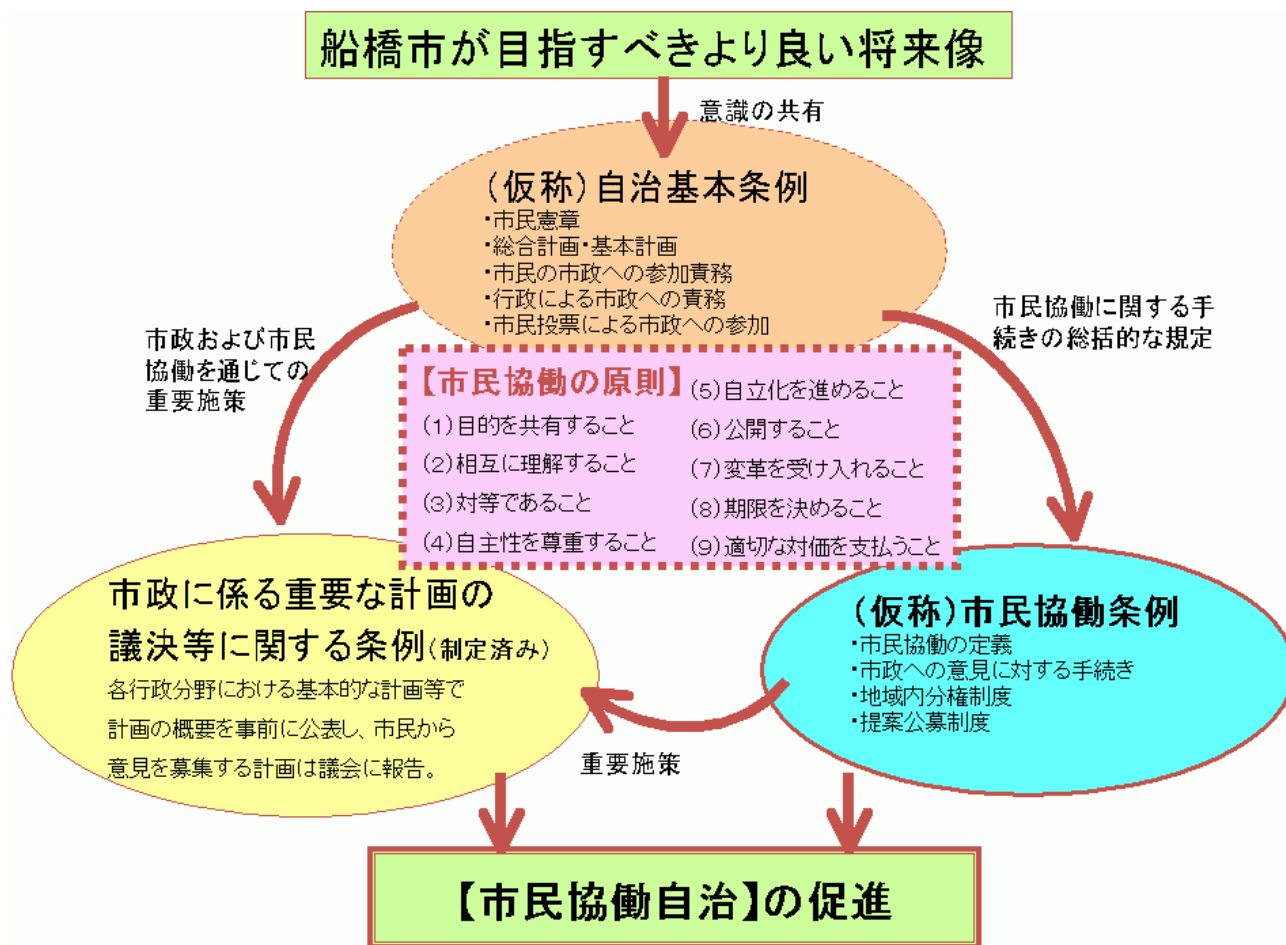 船橋市が目指すべきより良い将来像
意識の共有
(仮称)自治基本条例
・市民憲章
・総合計画・基本計画
・市民の市政への参加責務
・行政による市政への責務
・市民投票による市政への参加
市政および市民
協働を通じての
重要施策
市民協働に関する手
続きの総括的な規定
【市民協働の原則】
(1)目的を共有すること
(2)相互に理解すること
(3)対等であること
(4)自主性を尊重すること
(5)自立化を進めること
(6)公開すること
(7)変革を受け入れること
(8)期限を決めること
(9)適切な対価を支払うこと
市政に係る重要な計画の
議決等に関する条例(制定済み)
各行政分野における基本的な計画等で
計画の概要を事前に公表し、市民から
意見を募集する計画は議会に報告。
(仮称)市民協働条例
・市民協働の定義
・市政への意見に対する手続き
・地域内分権制度
・提案公募制度
重要施策
【市民協働自治】の促進